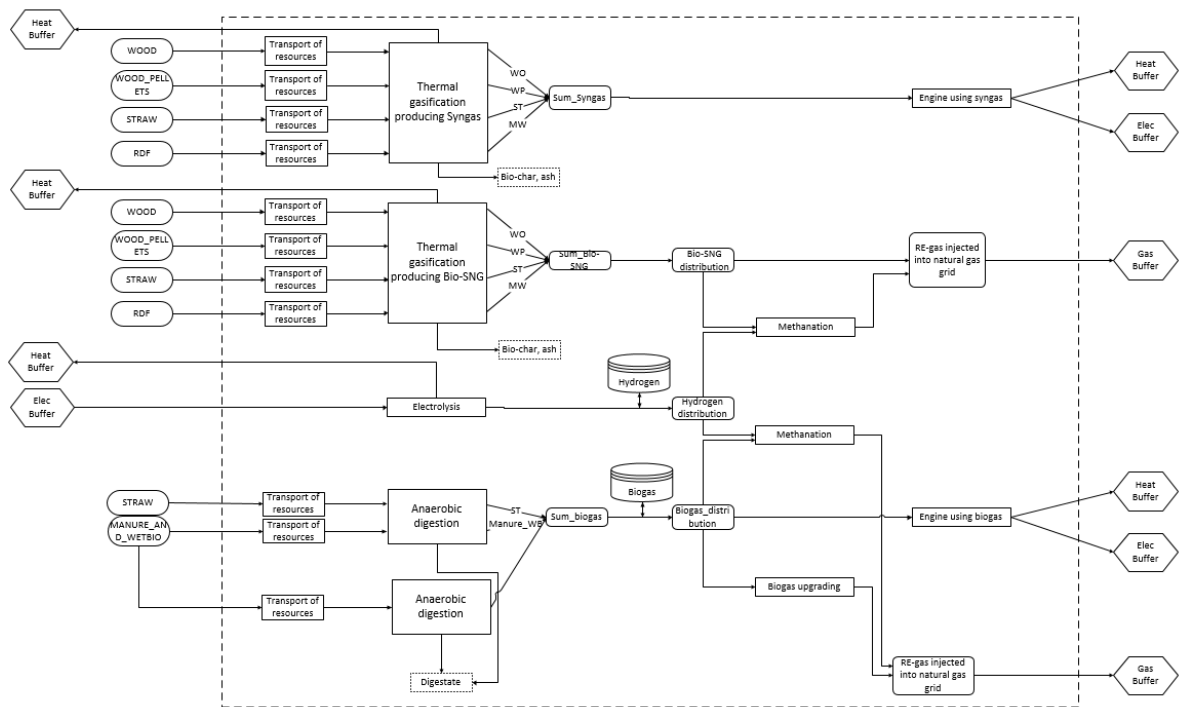 Heat
Buffer
WOOD
Transport of
resources
WOOD_PELL
ETS
Transport of
resources
STRAW
Transport of
resources
RDF
Transport of
resources
Thermal
gasification
producing Syngas
WO
WP
ST
MW
Sum_Syngas
Engine using syngas
Heat
Buffer
Elec
Buffer
Bio-char, ash
Heat
Buffer
WOOD
Transport of
resources
WOOD_PELL
ETS
Transport of
resources
STRAW
Transport of
resources
RDF
Transport of
resources
Thermal
gasification
producing Bio-SNG
WO
WP
ST
MW
Sum_Bio-
SNG
Bio-SNG
distribution
RE-gas injected
into natural gas
grid
Gas
Buffer
Methanation
Bio-char, ash
Heat
Buffer
Elec
Buffer
Electrolysis
Hydrogen
Hydrogen
distribution
Methanation
STRAW
Transport of
resources
MANURE_AN
D_WETBIO
Transport of
resources
Anaerobic
digestion
ST
Manure_WB
Sum_biogas
Biogas
Biogas_distri
bution
Engine using biogas
Heat
Buffer
Elec
Buffer
Biogas upgrading
Transport of
resources
Anaerobic
digestion
Digestate
RE-gas injected
into natural gas
grid
Gas
Buffer